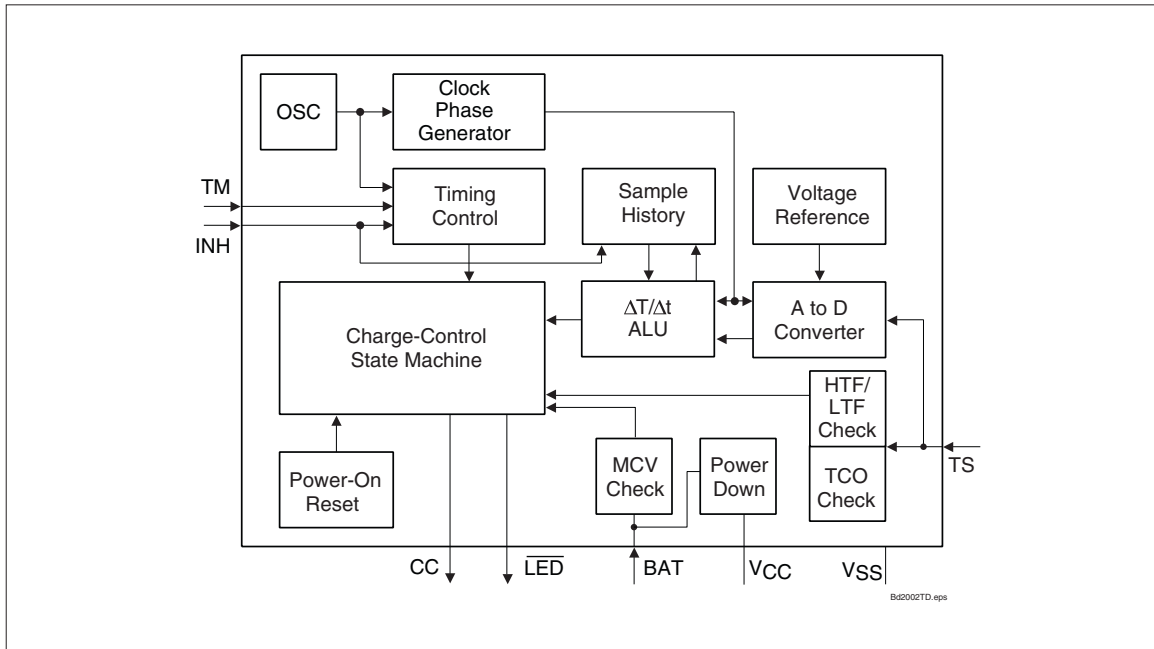 OSC
Clock
Phase
Generator
TM
INH
Timing
Control
Sample
History
Voltage
Reference
Charge-Control
State Machine
ΔT/Δt
ALU
A to D
Converter
HTF/
LTF
Check
TCO
Check
TS
Power-On
Reset
MCV
Check
Power
Down
CC
LED
BAT
VCC
VSS
Bd2002TD.eps